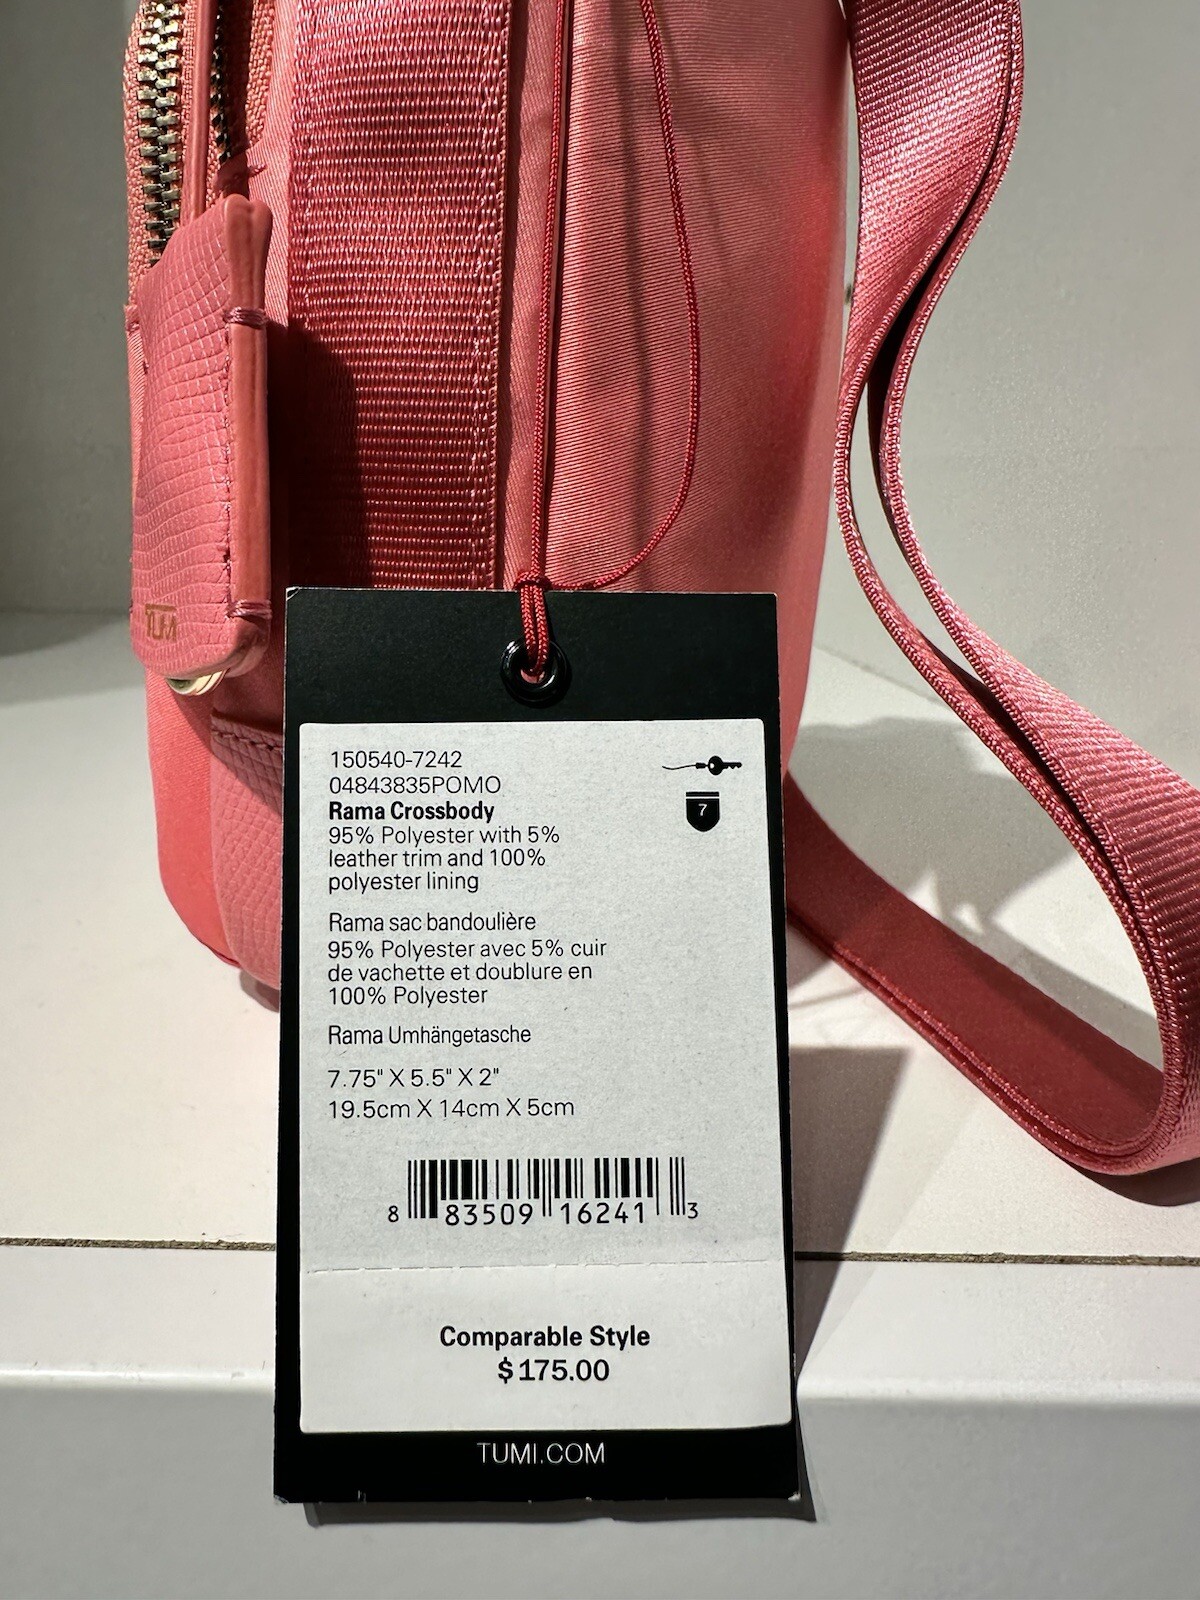 TUMI
150540-7242
04843835POMO
Rama Crossbody
95% Polyester with 5%
leather trim and 100%
polyester lining
7
Rama sac bandoulière
95% Polyester avec 5% cuir
de vachette et doublure en
100% Polyester
Rama Umhängetasche
7.75" X 5.5" X 2"
19.5cm X 14cm X 5cm
8 83509 16241 3
Comparable Style
$175.00
TUMI.COM